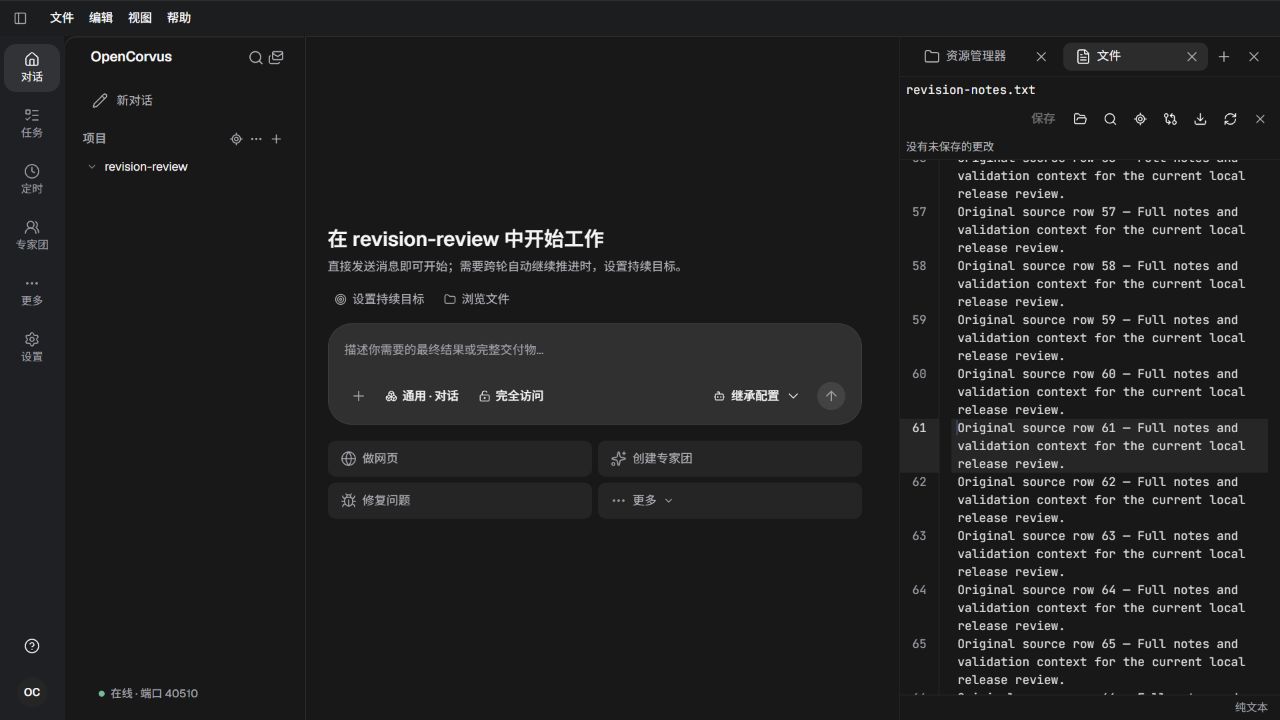 文件 编辑 视图 帮助
对话
任务
定时
专家团
更多
设置
OC
OpenCorvus
新对话
项目
revision-review
在线 · 端口 40510
在 revision-review 中开始工作
直接发送消息即可开始；需要跨轮自动继续推进时，设置持续目标。
设置持续目标 浏览文件
描述你需要的最终结果或完整交付物...
通用 · 对话 完全访问 继承配置
做网页 创建专家团
修复问题 更多
资源管理器 文件
revision-notes.txt
保存
没有未保存的更改
validation context for the current local
release review.
57 Original source row 57 — Full notes and
validation context for the current local
release review.
58 Original source row 58 — Full notes and
validation context for the current local
release review.
59 Original source row 59 — Full notes and
validation context for the current local
release review.
60 Original source row 60 — Full notes and
validation context for the current local
release review.
61 Original source row 61 — Full notes and
validation context for the current local
release review.
62 Original source row 62 — Full notes and
validation context for the current local
release review.
63 Original source row 63 — Full notes and
validation context for the current local
release review.
64 Original source row 64 — Full notes and
validation context for the current local
release review.
65 Original source row 65 — Full notes and
validation context for the current local
release review.
纯文本